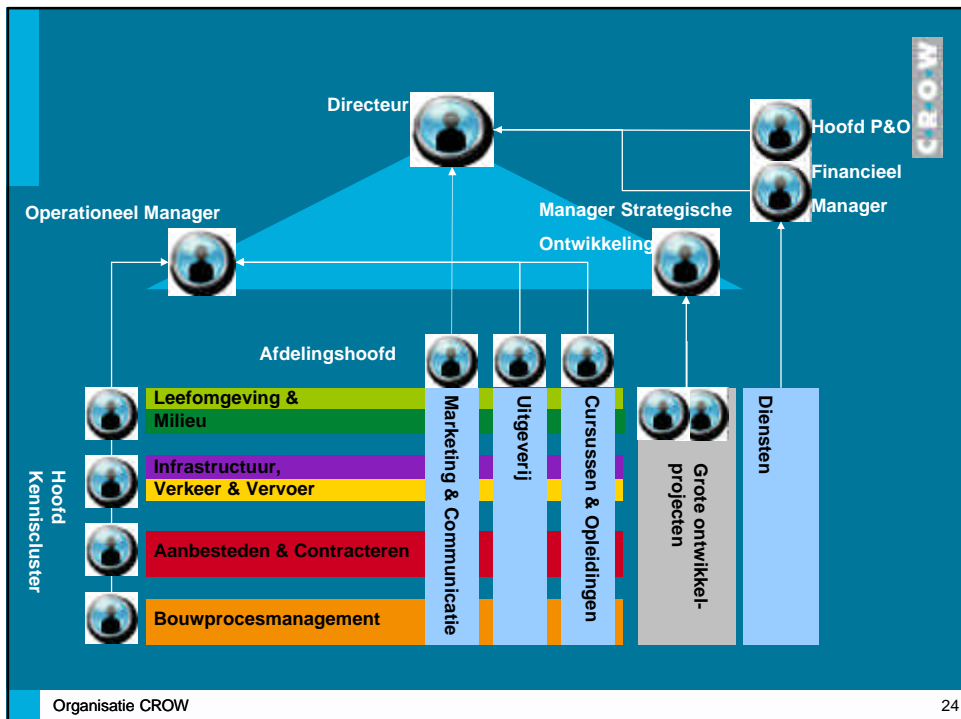 C·R·O·W
Directeur
Hoofd P&O
Financieel
Manager
Operationeel Manager
Manager Strategische
Ontwikkeling
Afdelingshoofd
Hoofd
Kenniscluster
Leefomgeving &
Milieu
Infrastructuur,
Verkeer & Vervoer
Aanbesteden & Contracteren
Bouwprocesmanagement
Marketing & Communicatie
Uitgeverij
Cursussen & Opleidingen
Grote ontwikkel-
projecten
Diensten
Organisatie CROW
24